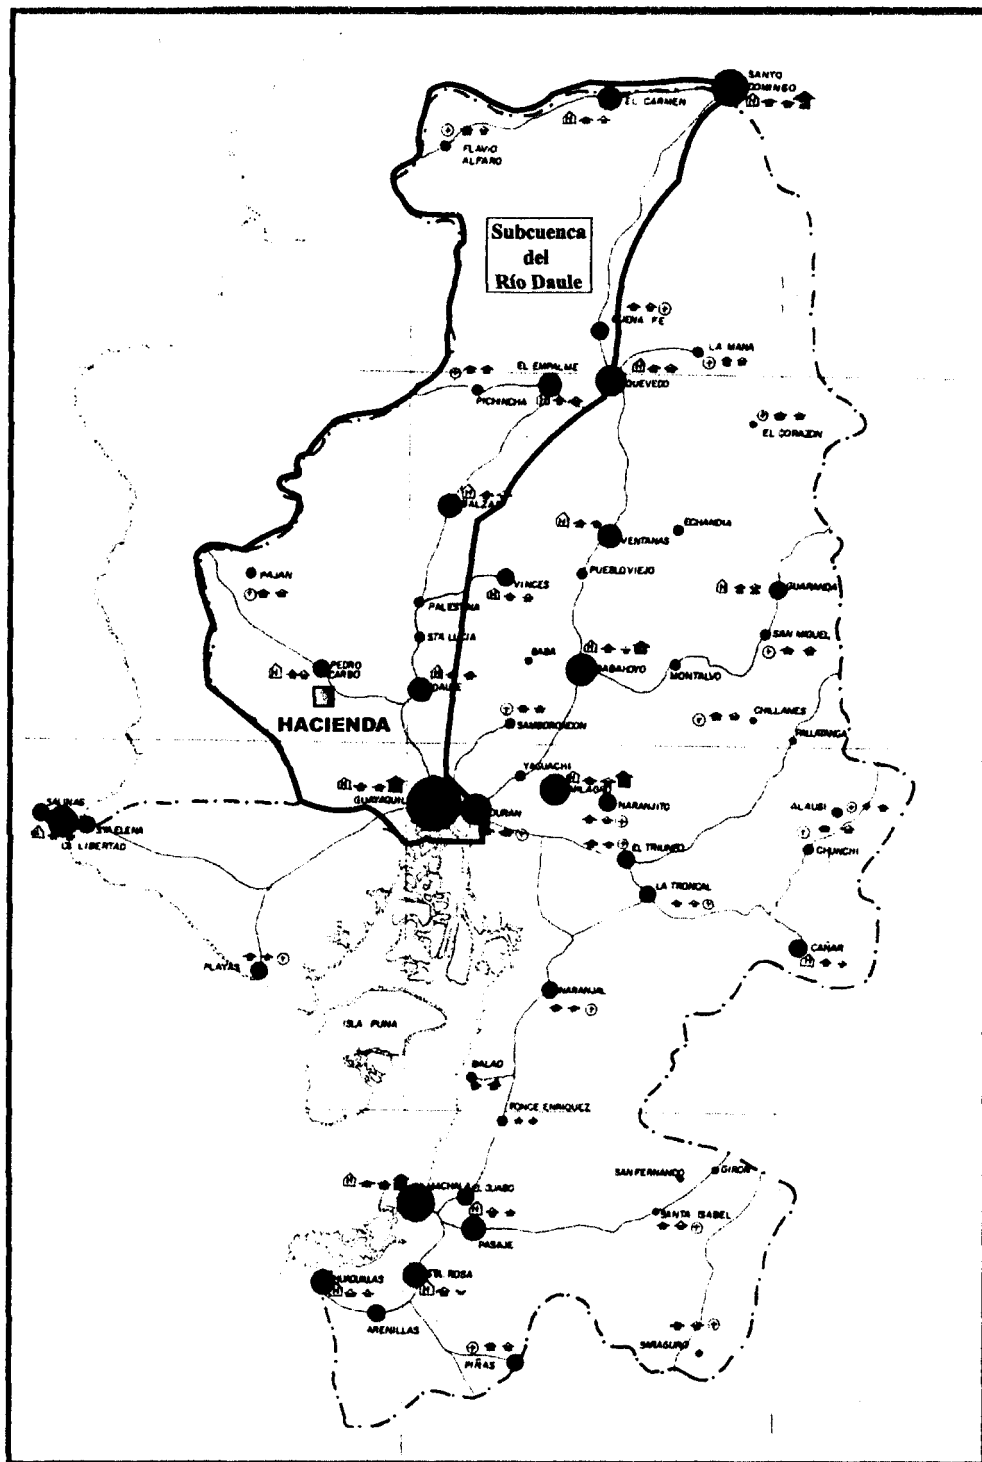 SANTO
DOMINGO
EL CARMEN
FLAVIO
ALFARO
Subcuenca
del
Río Daule
LA MANA
EL EMPALME
QUEVEDO
PICHINCHA
EL CORAZON
ECHANDIA
VENTANAS
PAJAN
PUEBLOVIEJO
VINCES
GUARANDA
PALESTINA
STA LUCIA
SAN MIGUEL
BABA
PEDRO
CARBO
BABAHOYO
MONTALVO
DAULE
HACIENDA
SAMBORONDON
CHILLANES
PALLATANGA
YAGUACHI
GUAYAQUIL
NARANJITO
SALINAS
DURAN
ALAUSI
STA ELENA
LA LIBERTAD
EL TRIUNFO
CHUNCHI
LA TRONCAL
CAÑAR
PLAYAS
NARANJAL
ISLA PUNA
BALAO
PONCE ENRIQUEZ
SAN FERNANDO
GIRON
MACHALA
EL GUABO
SANTA ISABEL
PASAJE
HUAQUILLAS
STA. ROSA
ARENILLAS
SARAGURO
PIÑAS